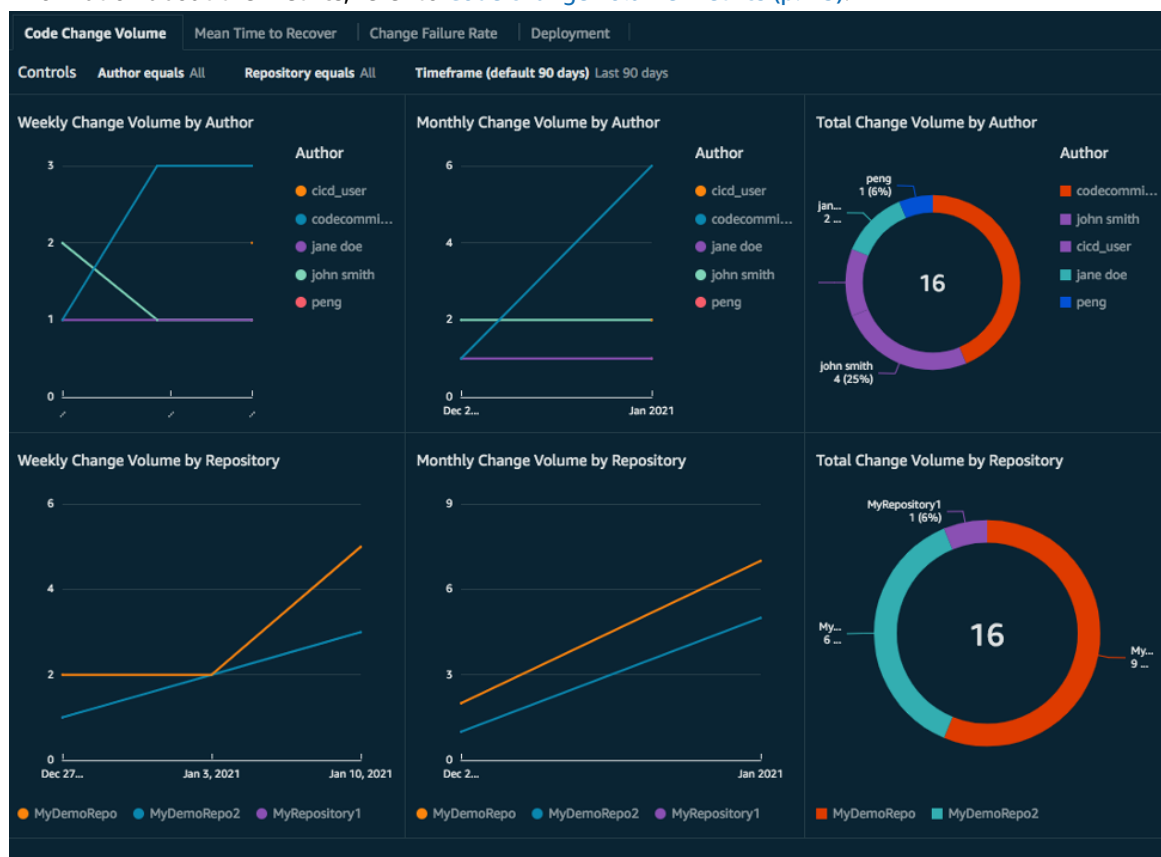 Code Change Volume Mean Time to Recover Change Failure Rate Deployment
Controls Author equals All Repository equals All Timeframe (default 90 days) Last 90 days
Weekly Change Volume by Author
3
2
1
0
Author
cicd_user
codecommi...
jane doe
john smith
peng
Monthly Change Volume by Author
6
4
2
0
Dec 2... Jan 2021
Author
cicd_user
codecommi...
jane doe
john smith
peng
Total Change Volume by Author
peng
1 (6%)
jan...
2 ...
16
john smith
4 (25%)
Author
codecommi...
john smith
cicd_user
jane doe
peng
Weekly Change Volume by Repository
6
4
2
0
Dec 27... Jan 3, 2021 Jan 10, 2021
MyDemoRepo MyDemoRepo2 MyRepository1
Monthly Change Volume by Repository
9
6
3
0
Dec 2... Jan 2021
MyDemoRepo MyDemoRepo2 MyRepository1
Total Change Volume by Repository
MyRepository1
1 (6%)
My...
6 ...
16
My...
9 ...
MyDemoRepo MyDemoRepo2